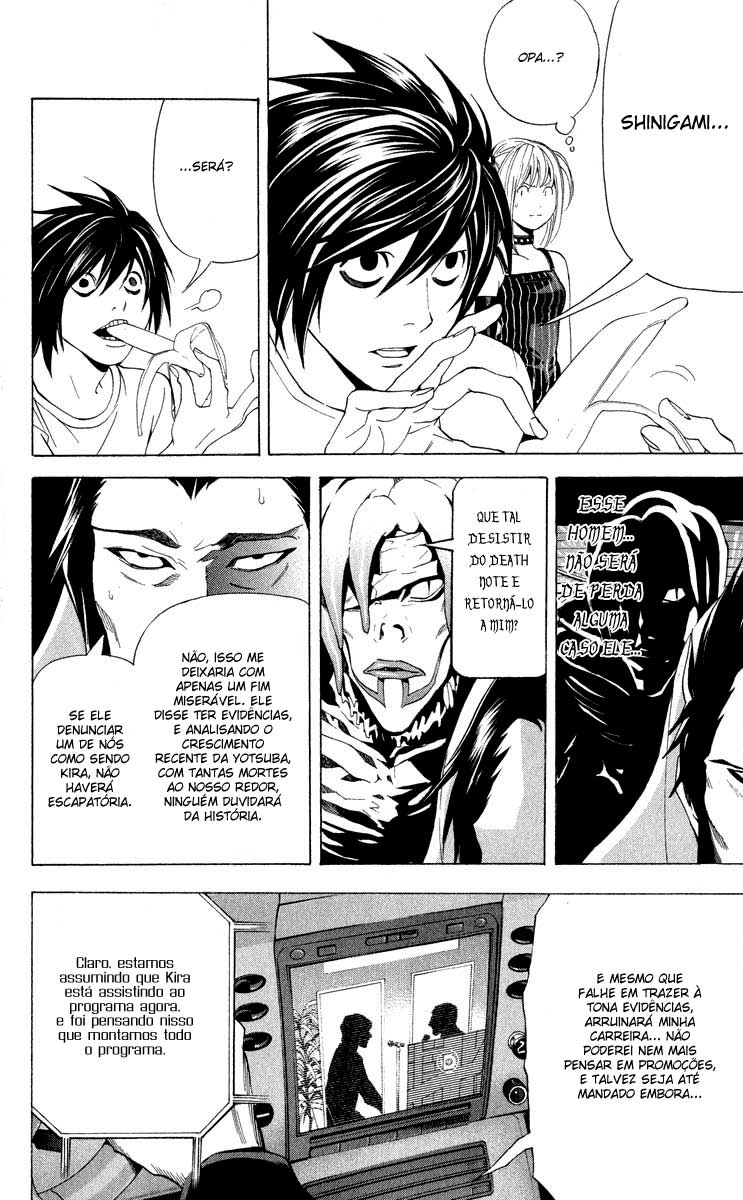 SHINIGAMI...
OPA...?
...SERÁ?
ESSE
HOMEM...
NÃO SERÁ
DE PERDA
ALGUMA
CASO ELE...
QUE TAL
DESISTIR
DO DEATH
NOTE E
RETORNÁ-LO
A MIM?
NÃO, ISSO ME
DEIXARIA COM
APENAS UM FIM
MISERÁVEL. ELE
DISSE TER EVIDÊNCIAS,
E ANALISANDO O
CRESCIMENTO
RECENTE DA YOTSUBA,
COM TANTAS MORTES
AO NOSSO REDOR,
NINGUÉM DUVIDARÁ
DA HISTÓRIA.
SE ELE
DENUNCIAR
UM DE NÓS
COMO SENDO
KIRA, NÃO
HAVERÁ
ESCAPATÓRIA.
E MESMO QUE
FALHE EM TRAZER À
TONA EVIDÊNCIAS,
ARRUINARÁ MINHA
CARREIRA... NÃO
PODEREI NEM MAIS
PENSAR EM PROMOÇÕES,
E TALVEZ SEJA ATÉ
MANDADO EMBORA...
Claro, estamos
assumindo que Kira
está assistindo ao
programa agora.
e foi pensando nisso
que montamos todo
o programa.